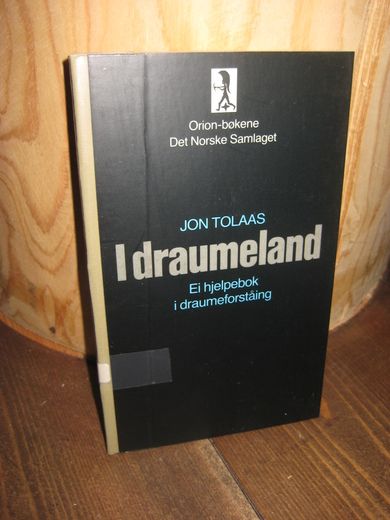 Orion-bøkene
Det Norske Samlaget
JON TOLAAS
I draumeland
Ei hjelpebok
i draumeforståing